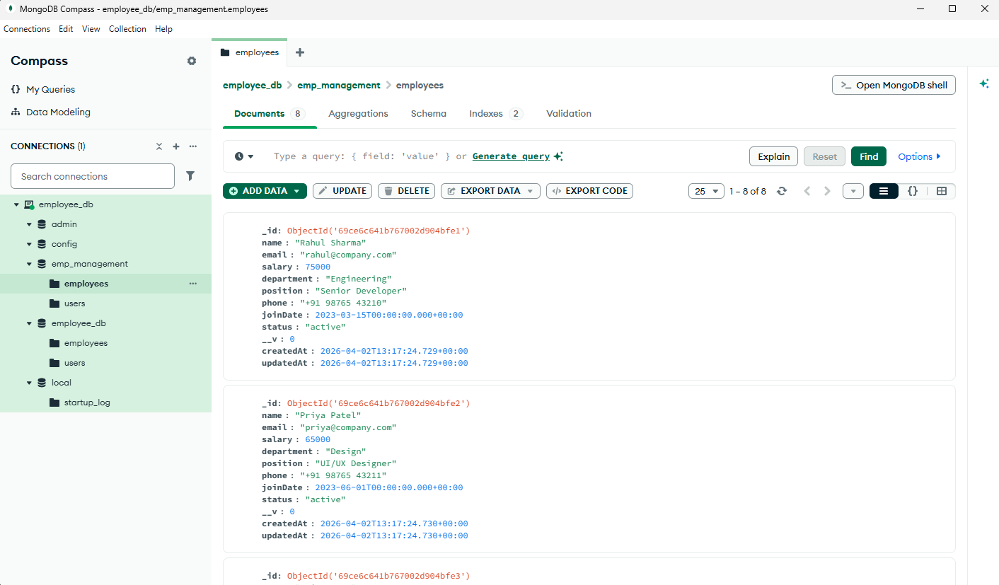 MongoDB Compass - employee_db/emp_management.employees
Connections Edit View Collection Help
Compass
{} My Queries
Data Modeling
CONNECTIONS (1)
Search connections
employee_db
admin
config
emp_management
employees
users
employee_db
employees
users
local
startup_log
employees
employee_db > emp_management > employees
>_ Open MongoDB shell
Documents 8 Aggregations Schema Indexes 2 Validation
Type a query: { field: 'value' } or Generate query
Explain Reset Find Options
ADD DATA UPDATE DELETE EXPORT DATA </> EXPORT CODE
25 1 – 8 of 8 {}
_id: ObjectId('69ce6c641b767002d904bfe1')
name : "Rahul Sharma"
email : "rahul@company.com"
salary : 75000
department : "Engineering"
position : "Senior Developer"
phone : "+91 98765 43210"
joinDate : 2023-03-15T00:00:00.000+00:00
status : "active"
__v : 0
createdAt : 2026-04-02T13:17:24.729+00:00
updatedAt : 2026-04-02T13:17:24.729+00:00
_id: ObjectId('69ce6c641b767002d904bfe2')
name : "Priya Patel"
email : "priya@company.com"
salary : 65000
department : "Design"
position : "UI/UX Designer"
phone : "+91 98765 43211"
joinDate : 2023-06-01T00:00:00.000+00:00
status : "active"
__v : 0
createdAt : 2026-04-02T13:17:24.730+00:00
updatedAt : 2026-04-02T13:17:24.730+00:00
_id: ObjectId('69ce6c641b767002d904bfe3')